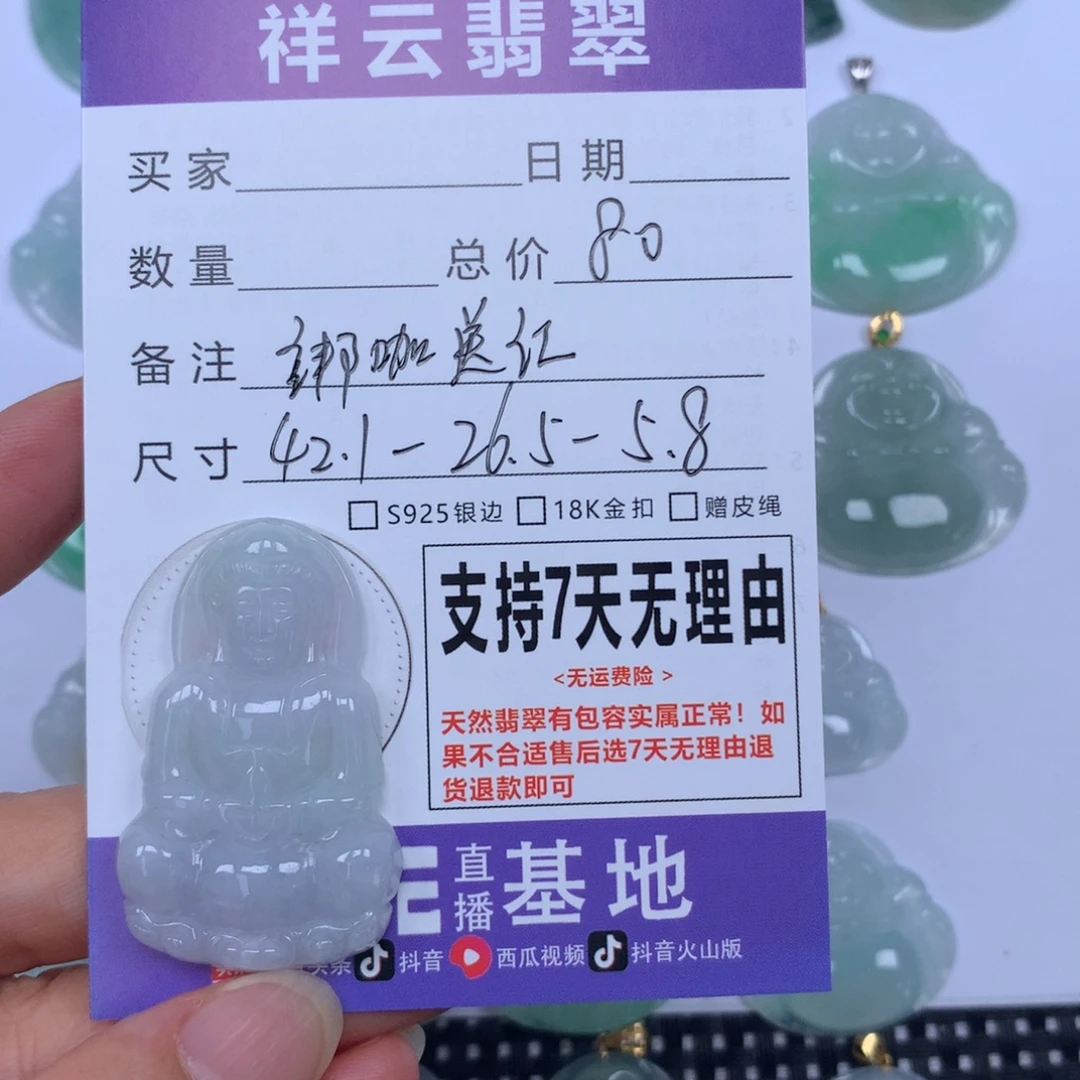 祥云翡翠
买家 日期
数量 总价 80
备注 绑咖送红
尺寸 42.1-26.5-5.8
S925银边 18K金扣 赠皮绳
支持7天无理由
<无运费险>
天然翡翠有包容实属正常！如
果不合适售后选7天无理由退
货退款即可
直播基地
条 抖音 西瓜视频 抖音火山版